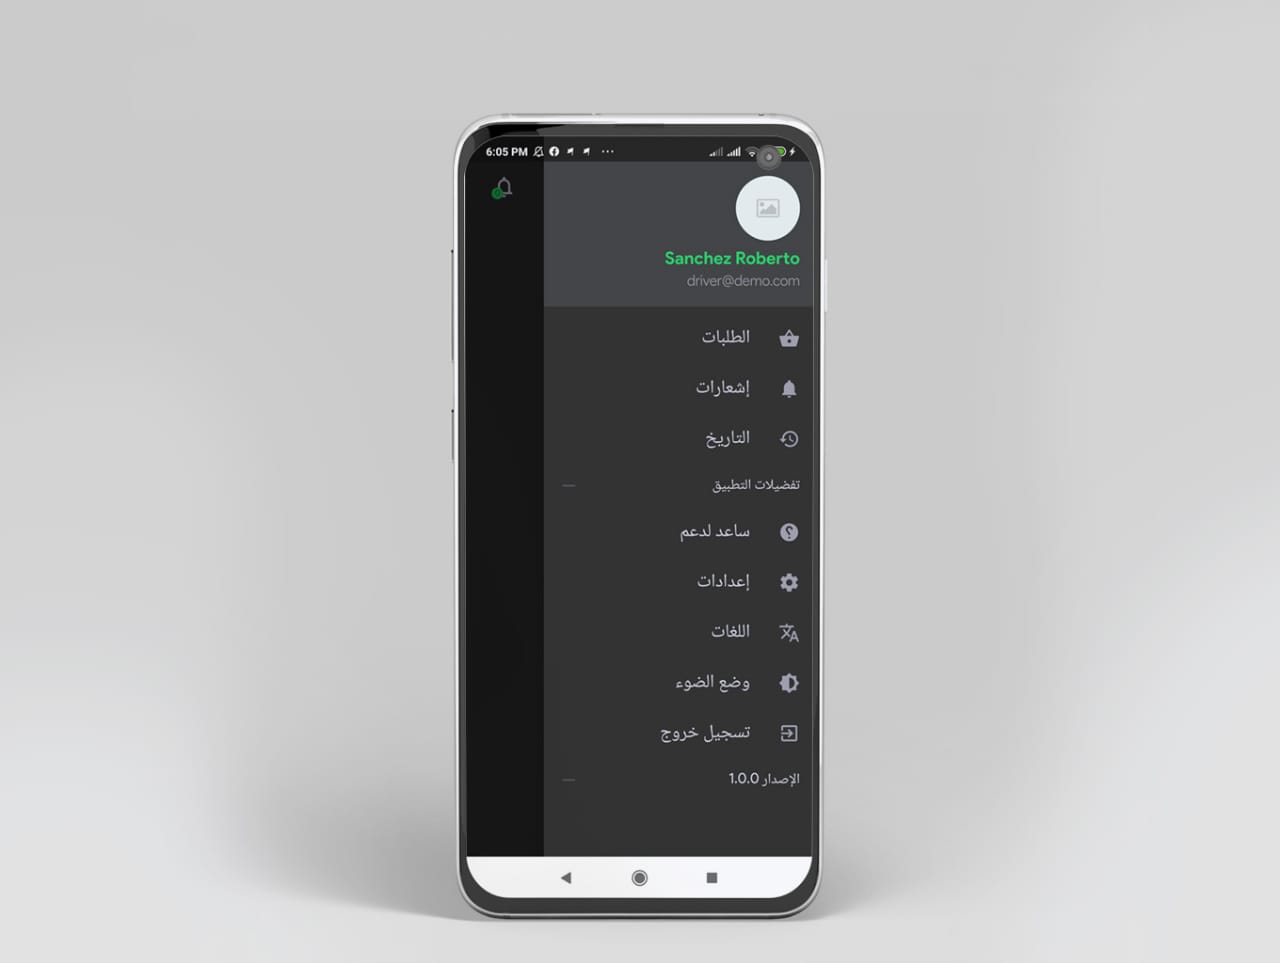 6:05 PM
Sanchez Roberto
driver@demo.com
الطلبات
إشعارات
التاريخ
تفضيلات التطبيق
ساعد لدعم
إعدادات
اللغات
وضع الضوء
تسجيل خروج
الإصدار 1.0.0